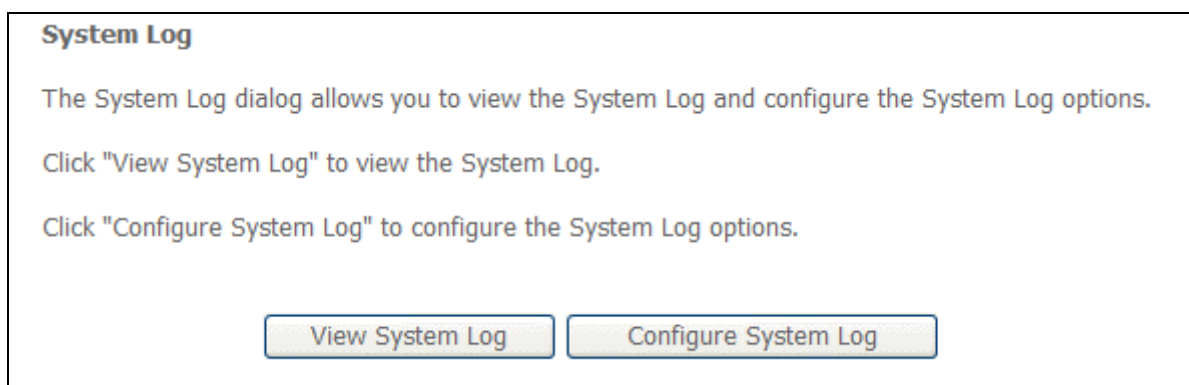 System Log
The System Log dialog allows you to view the System Log and configure the System Log options.
Click "View System Log" to view the System Log.
Click "Configure System Log" to configure the System Log options.
View System Log Configure System Log